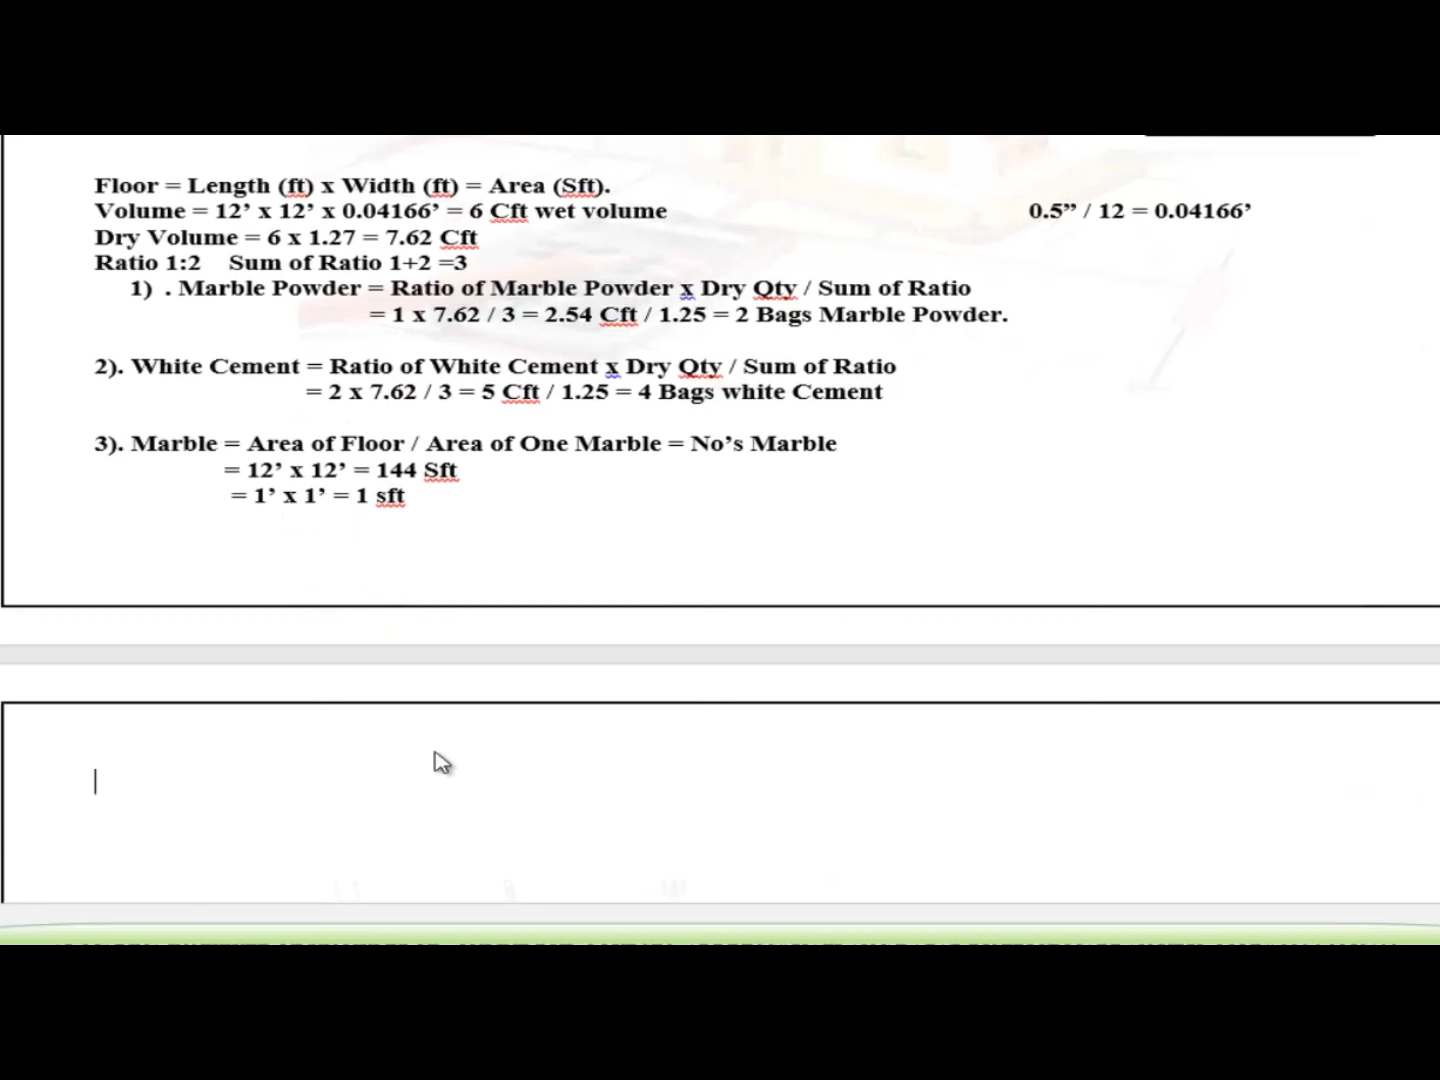 Floor = Length (ft) x Width (ft) = Area (Sft).
Volume = 12’ x 12’ x 0.04166’ = 6 Cft wet volume 0.5” / 12 = 0.04166’
Dry Volume = 6 x 1.27 = 7.62 Cft
Ratio 1:2 Sum of Ratio 1+2 =3
1) . Marble Powder = Ratio of Marble Powder x Dry Qty / Sum of Ratio
= 1 x 7.62 / 3 = 2.54 Cft / 1.25 = 2 Bags Marble Powder.
2). White Cement = Ratio of White Cement x Dry Qty / Sum of Ratio
= 2 x 7.62 / 3 = 5 Cft / 1.25 = 4 Bags white Cement
3). Marble = Area of Floor / Area of One Marble = No’s Marble
= 12’ x 12’ = 144 Sft
= 1’ x 1’ = 1 sft